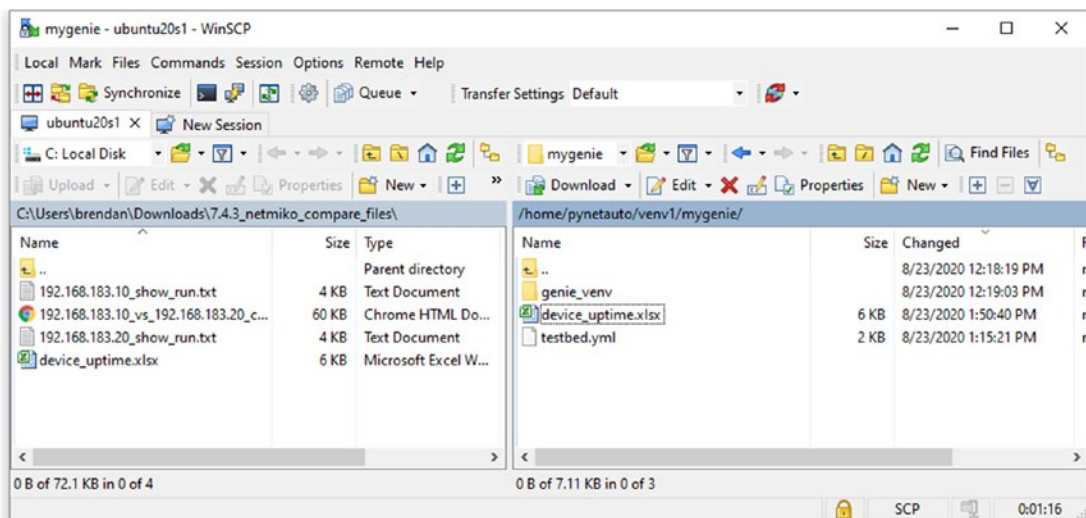 mygenie - ubuntu20s1 - WinSCP
Local Mark Files Commands Session Options Remote Help
Synchronize Queue Transfer Settings Default
ubuntu20s1 X New Session
C: Local Disk
Upload Edit Properties New »
C:\Users\brendan\Downloads\7.4.3_netmiko_compare_files\
Name Size Type
.. Parent directory
192.168.183.10_show_run.txt 4 KB Text Document
192.168.183.10_vs_192.168.183.20_c... 60 KB Chrome HTML Do...
192.168.183.20_show_run.txt 4 KB Text Document
device_uptime.xlsx 6 KB Microsoft Excel W...
0 B of 72.1 KB in 0 of 4
mygenie Find Files
Download Edit Properties New
/home/pynetauto/venv1/mygenie/
Name Size Changed
.. 8/23/2020 12:18:19 PM
genie_venv 8/23/2020 12:19:03 PM
device_uptime.xlsx 6 KB 8/23/2020 1:50:40 PM
testbed.yml 2 KB 8/23/2020 1:15:21 PM
0 B of 7.11 KB in 0 of 3
SCP 0:01:16